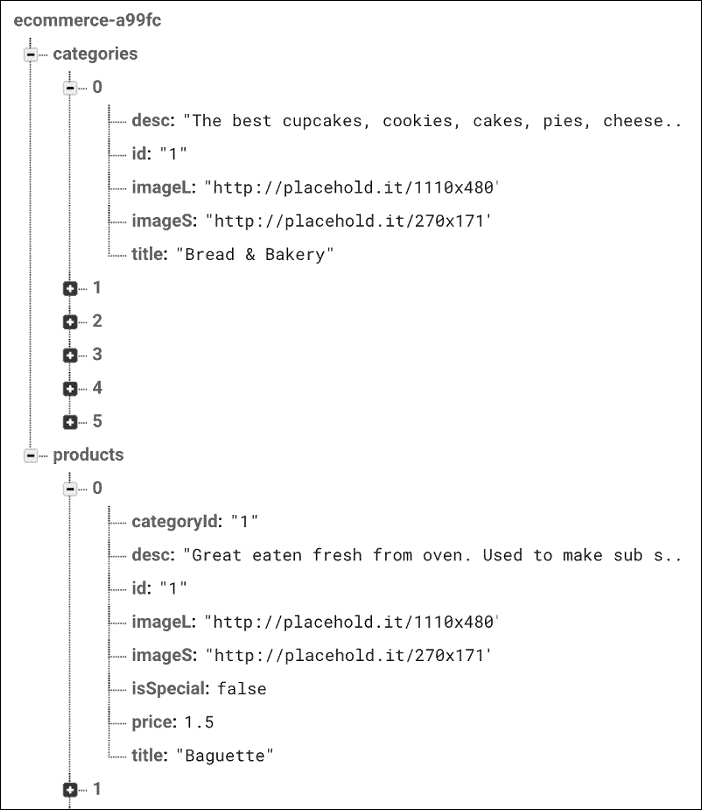 ecommerce-a99fc
categories
0
desc: "The best cupcakes, cookies, cakes, pies, cheese..
id: "1"
imageL: "http://placehold.it/1110x480'
imageS: "http://placehold.it/270x171'
title: "Bread & Bakery"
1
2
3
4
5
products
0
categoryId: "1"
desc: "Great eaten fresh from oven. Used to make sub s..
id: "1"
imageL: "http://placehold.it/1110x480'
imageS: "http://placehold.it/270x171'
isSpecial: false
price: 1.5
title: "Baguette"
1